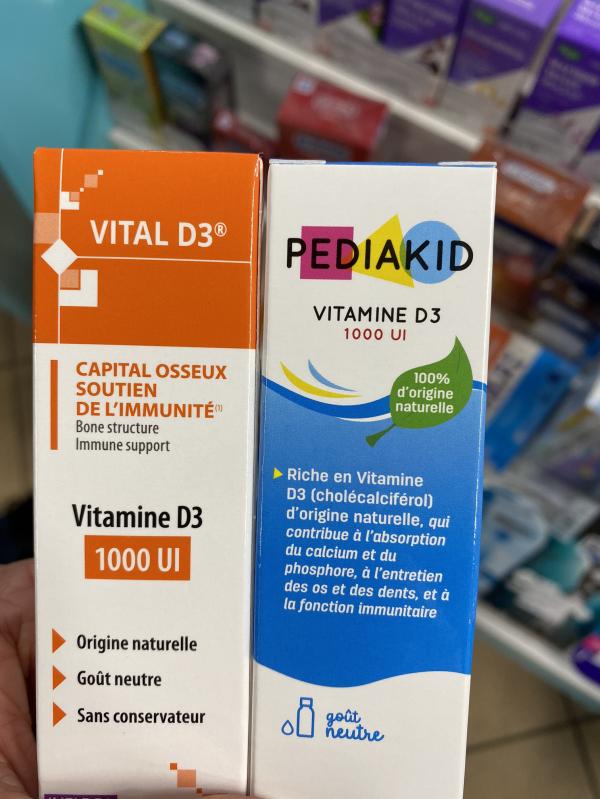 VITAL D3®
CAPITAL OSSEUX
SOUTIEN
DE L'IMMUNITÉ(1)
Bone structure
Immune support
Vitamine D3
1000 UI
Origine naturelle
Goût neutre
Sans conservateur
PEDIAKID
VITAMINE D3
1000 UI
100%
d'origine
naturelle
Riche en Vitamine
D3 (cholécalciférol)
d'origine naturelle, qui
contribue à l'absorption
du calcium et du
phosphore, à l'entretien
des os et des dents, et à
la fonction immunitaire
goût
neutre